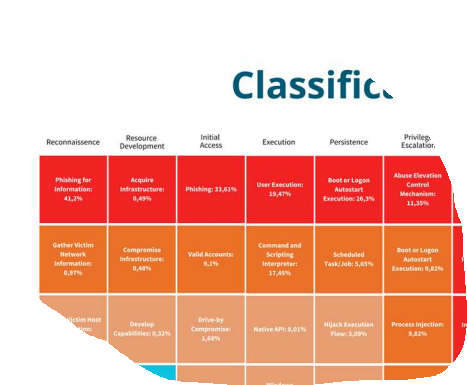 Classific
Reconnaissence
Resource
Development
Initial
Access
Execution
Persistence
Privileg
Escalation
Phishing for
Information:
41,2%
Acquire
Infrastructure:
0,49%
Phishing: 33,61%
User Execution:
19,47%
Boot or Logon
Autostart
Execution: 26,3%
Abuse Elevation
Control
Mechanism:
11,35%
Gather Victim
Network
Information:
0,97%
Compromise
Infrastructure:
0,48%
Valid Accounts:
9,1%
Command and
Scripting
Interpreter:
17,45%
Scheduled
Task/Job: 5,65%
Boot or Logon
Autostart
Execution: 9,82%
Victim Host
Develop
Capabilities: 0,32%
Drive-by
Compromise:
1,68%
Native API: 8,01%
Hijack Execution
Flow: 3,09%
Process Injection:
9,82%